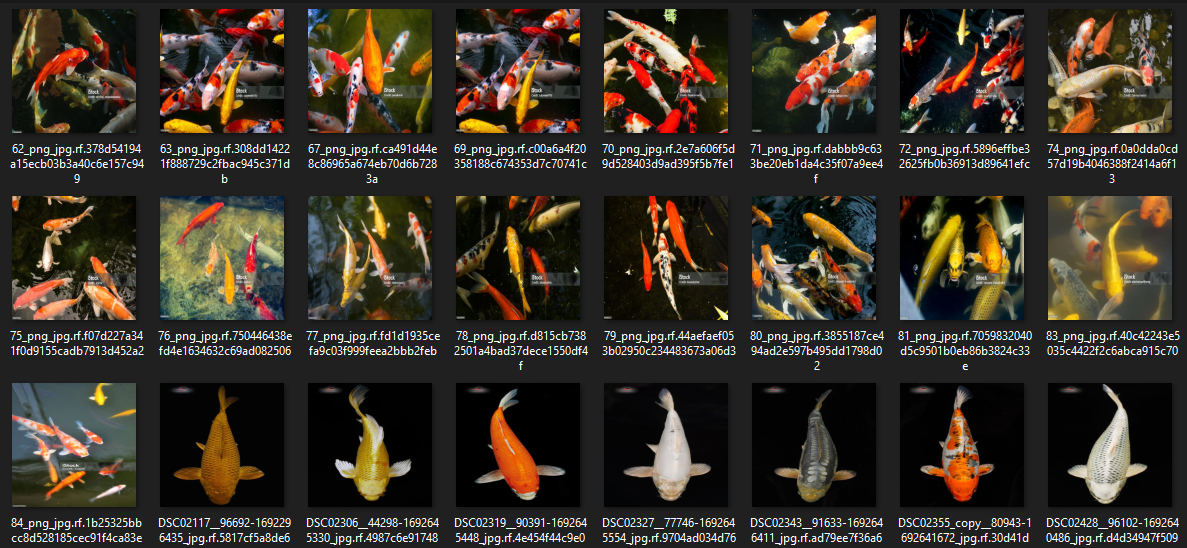 62_png_jpg.rf.378d54194
a15ecb03b3a40c6e157c94
9
63_png_jpg.rf.308dd1422
1f888729c2fbac945c371d
b
67_png_jpg.rf.ca491d44e
8c86965a674eb70d6b728
3a
69_png_jpg.rf.c00a6a4f20
358188c674353d7c70741c
70_png_jpg.rf.2e7a606f5d
9d528403d9ad395f5b7fe1
71_png_jpg.rf.dabbb9c63
3be20eb1da4c35f07a9ee4
f
72_png_jpg.rf.5896effbe3
2625fb0b36913d89641efc
74_png_jpg.rf.0a0dda0cd
57d19b4046388f2414a6f1
3
75_png_jpg.rf.f07d227a34
1f0d9155cadb7913d452a2
76_png_jpg.rf.750446438e
fd4e1634632c69ad082506
77_png_jpg.rf.fd1d1935ce
fa9c03f999feea2bbb2feb
78_png_jpg.rf.d815cb738
2501a4bad37dece1550df4
f
79_png_jpg.rf.44aefaef05
3b02950c234483673a06d3
80_png_jpg.rf.3855187ce4
94ad2e597b495dd1798d0
2
81_png_jpg.rf.7059832040
d5c9501b0eb86b3824c33
e
83_png_jpg.rf.40c42243e5
035c4422f2c6abca915c70
84_png_jpg.rf.1b25325bb
cc8d528185cec91f4ca83e
DSC02117__96692-169229
6435_jpg.rf.5817cf5a8de6
DSC02306__44298-169264
5330_jpg.rf.4987c6e91748
DSC02319__90391-169264
5448_jpg.rf.4e454f44c9e0
DSC02327__77746-169264
5554_jpg.rf.9704ad034d76
DSC02343__91633-169264
6411_jpg.rf.ad79ee7f36a6
DSC02355_copy__80943-1
692641672_jpg.rf.30d41d
DSC02428__96102-169264
0486_jpg.rf.d4d34947f509